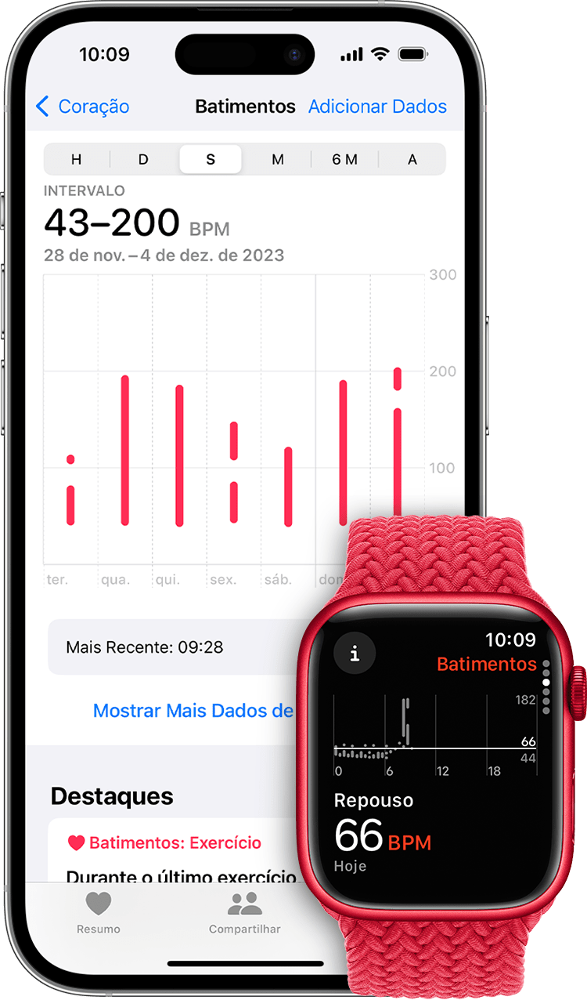 10:09
Coração
Batimentos
Adicionar Dados
H D S M 6 M A
INTERVALO
43–200 BPM
28 de nov. – 4 de dez. de 2023
300
200
100
ter. qua. qui. sex. sáb.
Mais Recente: 09:28
Mostrar Mais Dados de
Destaques
Batimentos: Exercício
Durante o último exercício
Resumo
Compartilhar
i
10:09
Batimentos
182
66
44
0 6 12 18
Repouso
66 BPM
Hoje